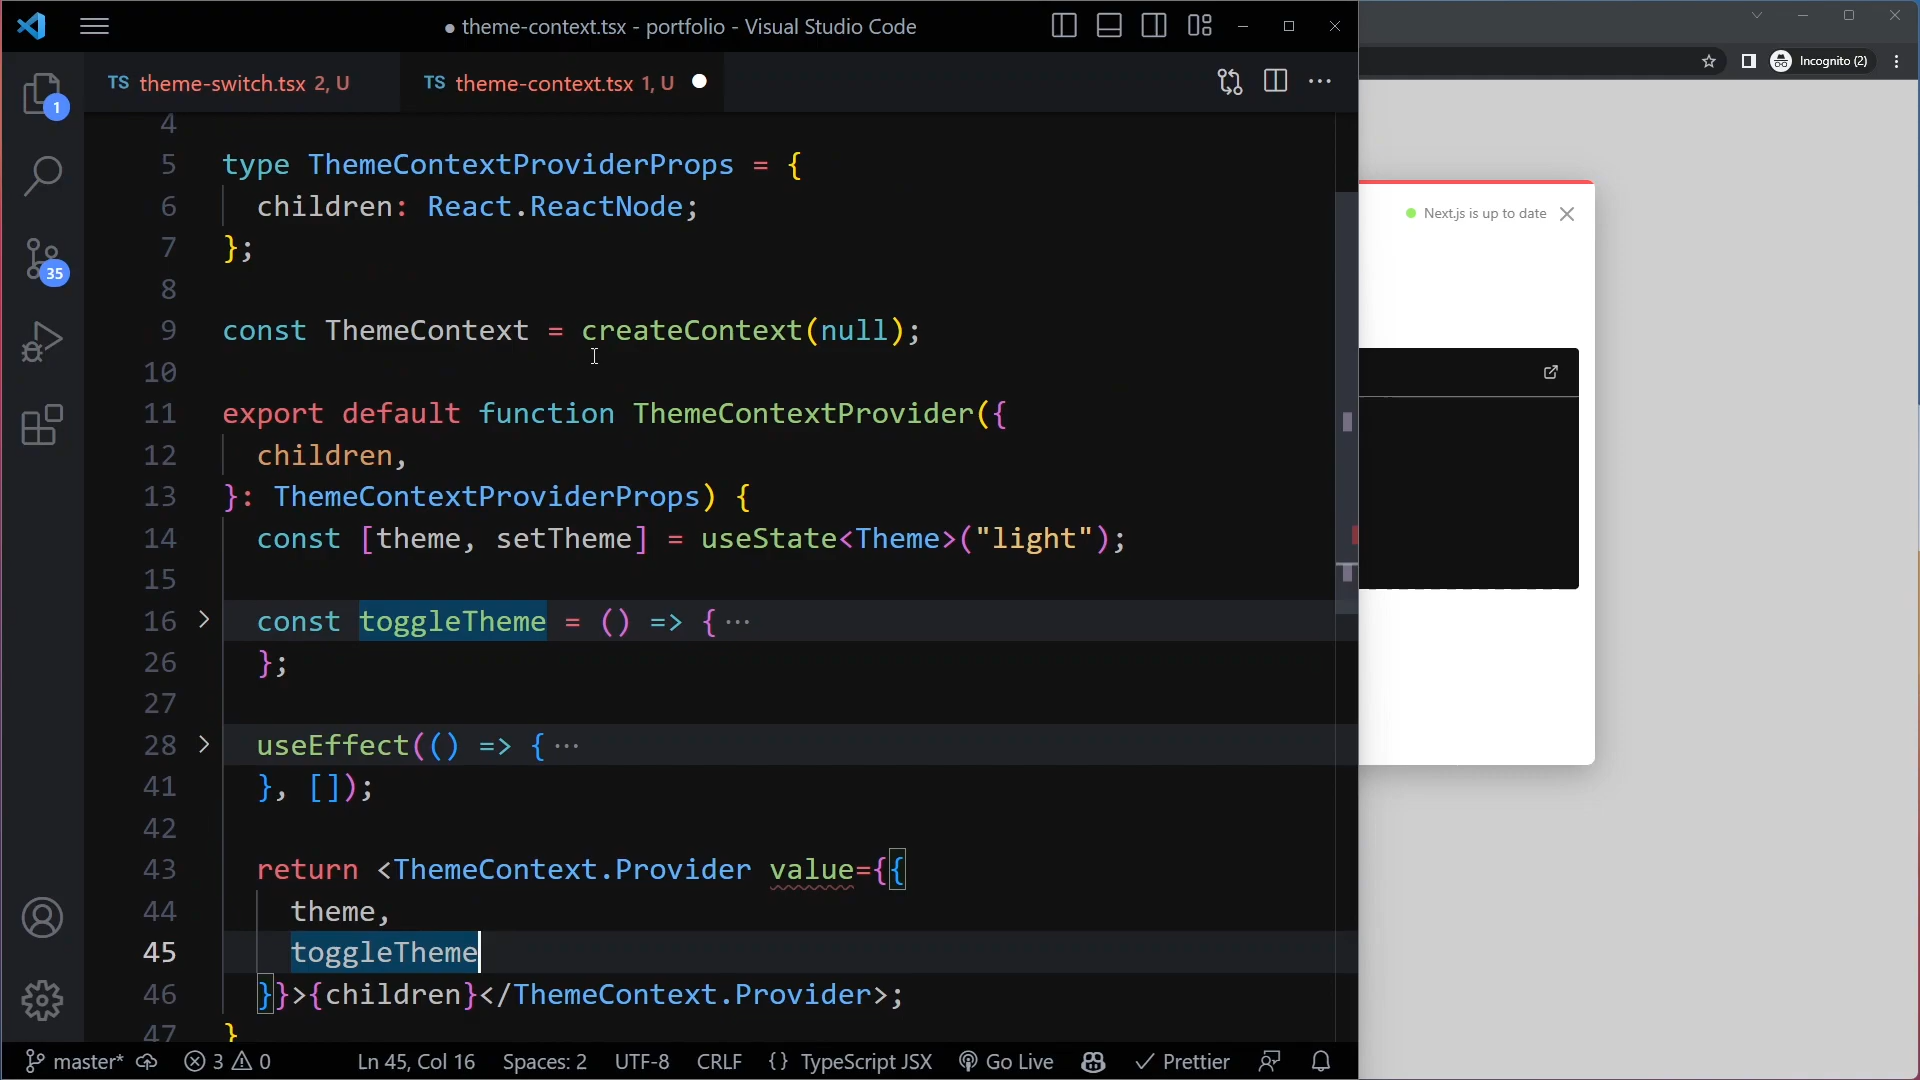 ● theme-context.tsx - portfolio - Visual Studio Code
TS theme-switch.tsx 2, U
TS theme-context.tsx 1, U
Incognito (2)
1
35
4
5 type ThemeContextProviderProps = {
6 children: React.ReactNode;
7 };
8
9 const ThemeContext = createContext(null);
10
11 export default function ThemeContextProvider({
12 children,
13 }: ThemeContextProviderProps) {
14 const [theme, setTheme] = useState<Theme>("light");
15
16 const toggleTheme = () => {···
26 };
27
28 useEffect(() => {···
41 }, []);
42
43 return <ThemeContext.Provider value={{
44 theme,
45 toggleTheme
46 }}>{children}</ThemeContext.Provider>;
47 }
Next.js is up to date
master* 3 0 Ln 45, Col 16 Spaces: 2 UTF-8 CRLF {} TypeScript JSX Go Live Prettier